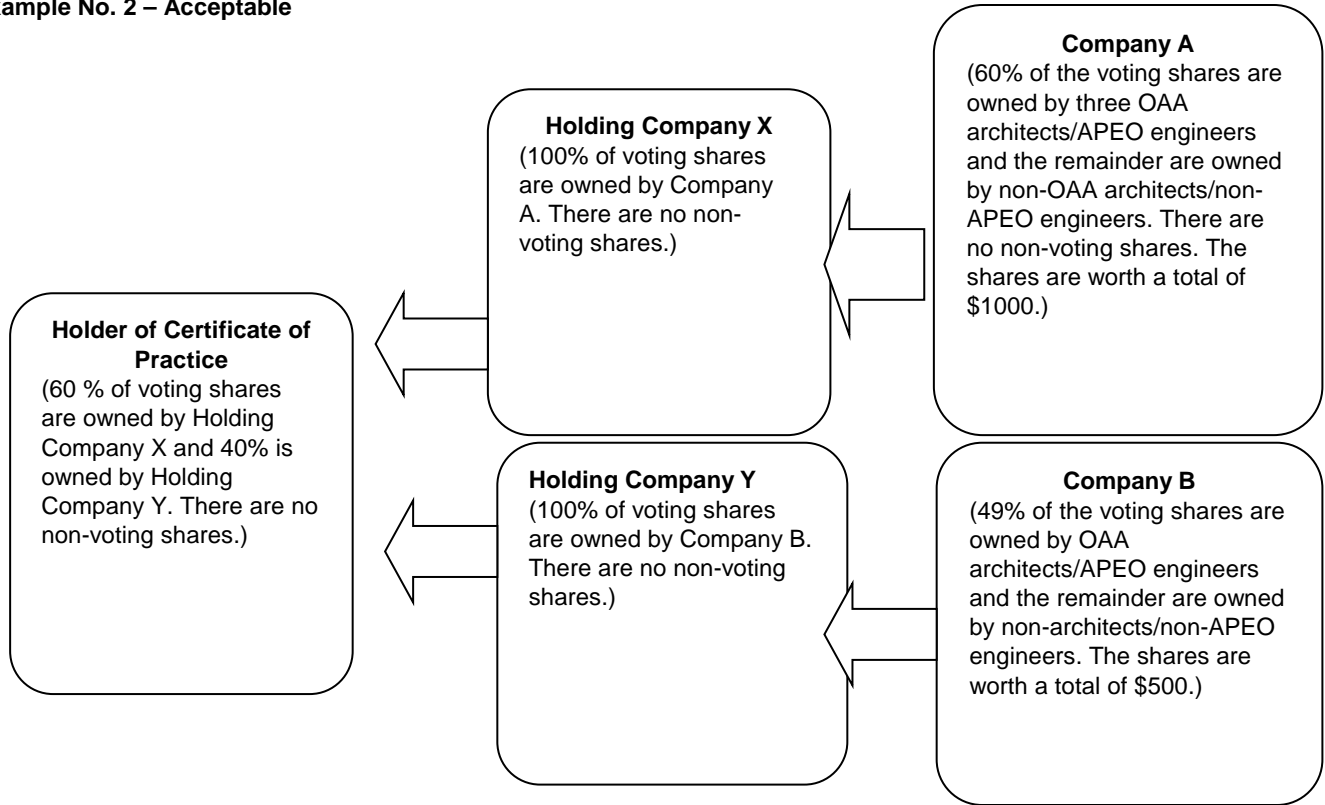 ample No. 2 – Acceptable
Company A
(60% of the voting shares are
owned by three OAA
architects/APEO engineers
and the remainder are owned
by non-OAA architects/non-
APEO engineers. There are
no non-voting shares. The
shares are worth a total of
$1000.)
Holding Company X
(100% of voting shares
are owned by Company
A. There are no non-
voting shares.)
Holder of Certificate of
Practice
(60 % of voting shares
are owned by Holding
Company X and 40% is
owned by Holding
Company Y. There are no
non-voting shares.)
Holding Company Y
(100% of voting shares
are owned by Company B.
There are no non-voting
shares.)
Company B
(49% of the voting shares are
owned by OAA
architects/APEO engineers
and the remainder are owned
by non-architects/non-APEO
engineers. The shares are
worth a total of $500.)